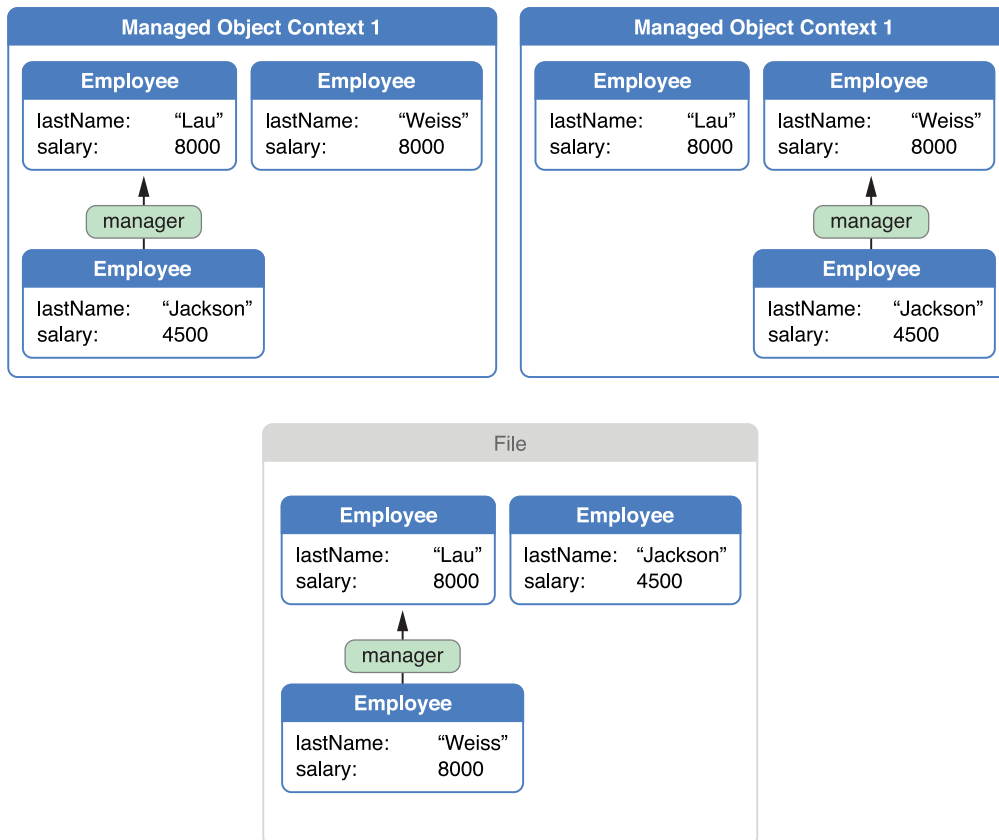 Managed Object Context 1
Employee
lastName: “Lau”
salary: 8000
Employee
lastName: “Weiss”
salary: 8000
manager
Employee
lastName: “Jackson”
salary: 4500
Managed Object Context 1
Employee
lastName: “Lau”
salary: 8000
Employee
lastName: “Weiss”
salary: 8000
manager
Employee
lastName: “Jackson”
salary: 4500
File
Employee
lastName: “Lau”
salary: 8000
Employee
lastName: “Jackson”
salary: 4500
manager
Employee
lastName: “Weiss”
salary: 8000